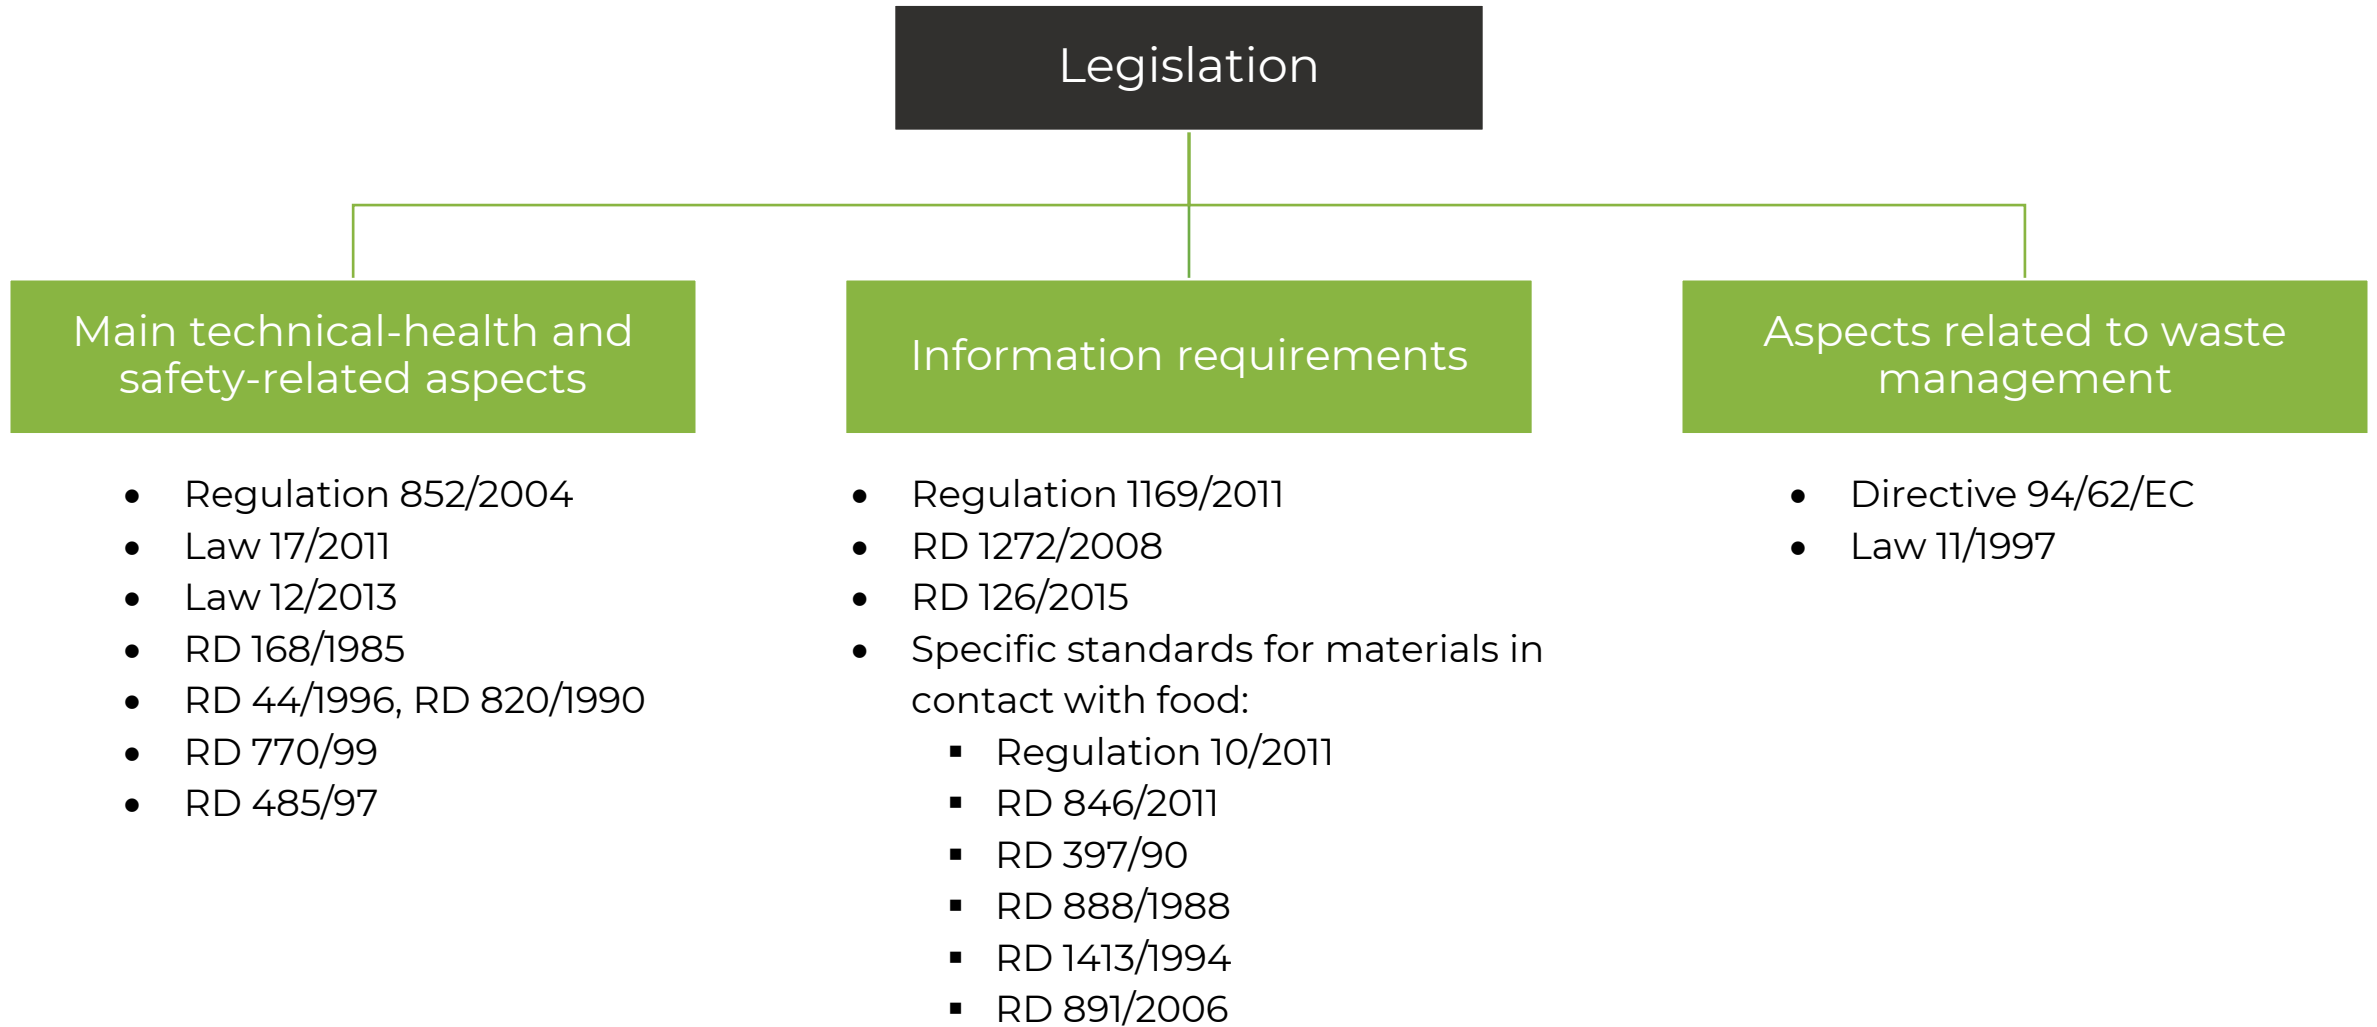 Legislation
Main technical-health and
safety-related aspects
• Regulation 852/2004
• Law 17/2011
• Law 12/2013
• RD 168/1985
• RD 44/1996, RD 820/1990
• RD 770/99
• RD 485/97
Information requirements
• Regulation 1169/2011
• RD 1272/2008
• RD 126/2015
• Specific standards for materials in
contact with food:
▪ Regulation 10/2011
▪ RD 846/2011
▪ RD 397/90
▪ RD 888/1988
▪ RD 1413/1994
▪ RD 891/2006
Aspects related to waste
management
• Directive 94/62/EC
• Law 11/1997